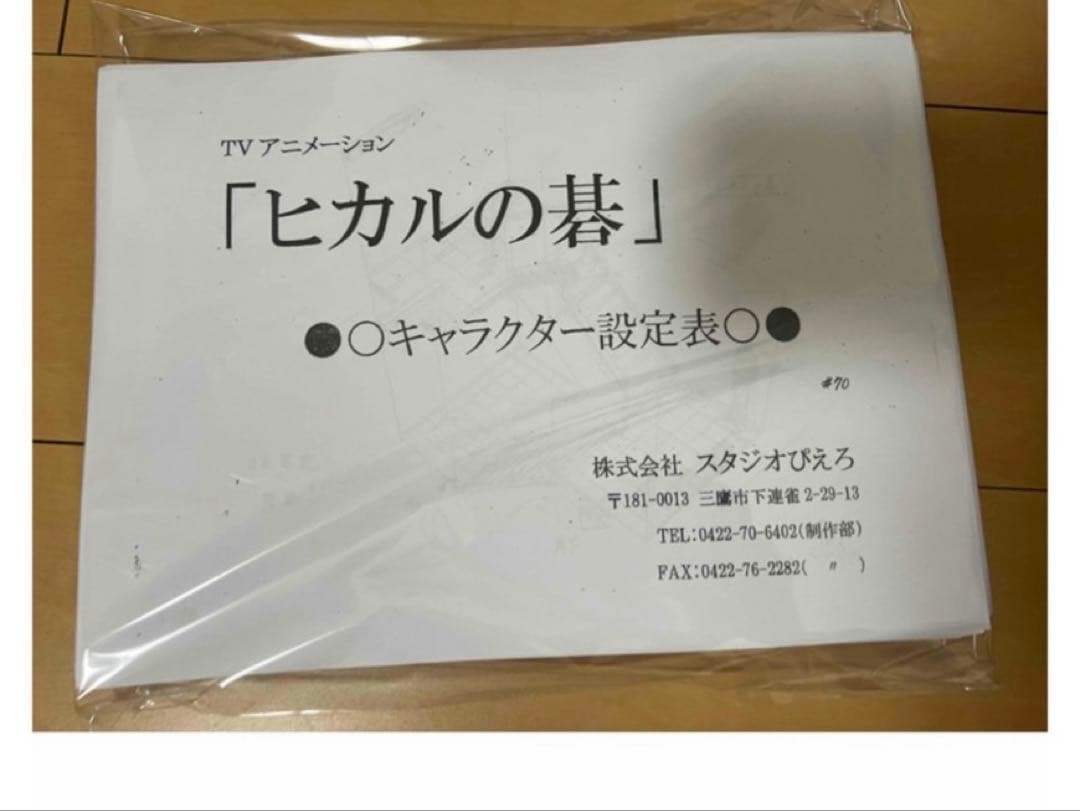 TVアニメーション
「ヒカルの碁」
●○キャラクター設定表○●
#70
株式会社 スタジオぴえろ
〒181-0013 三鷹市下連雀2-29-13
TEL:0422-70-6402(制作部)
FAX:0422-76-2282( 〃 )